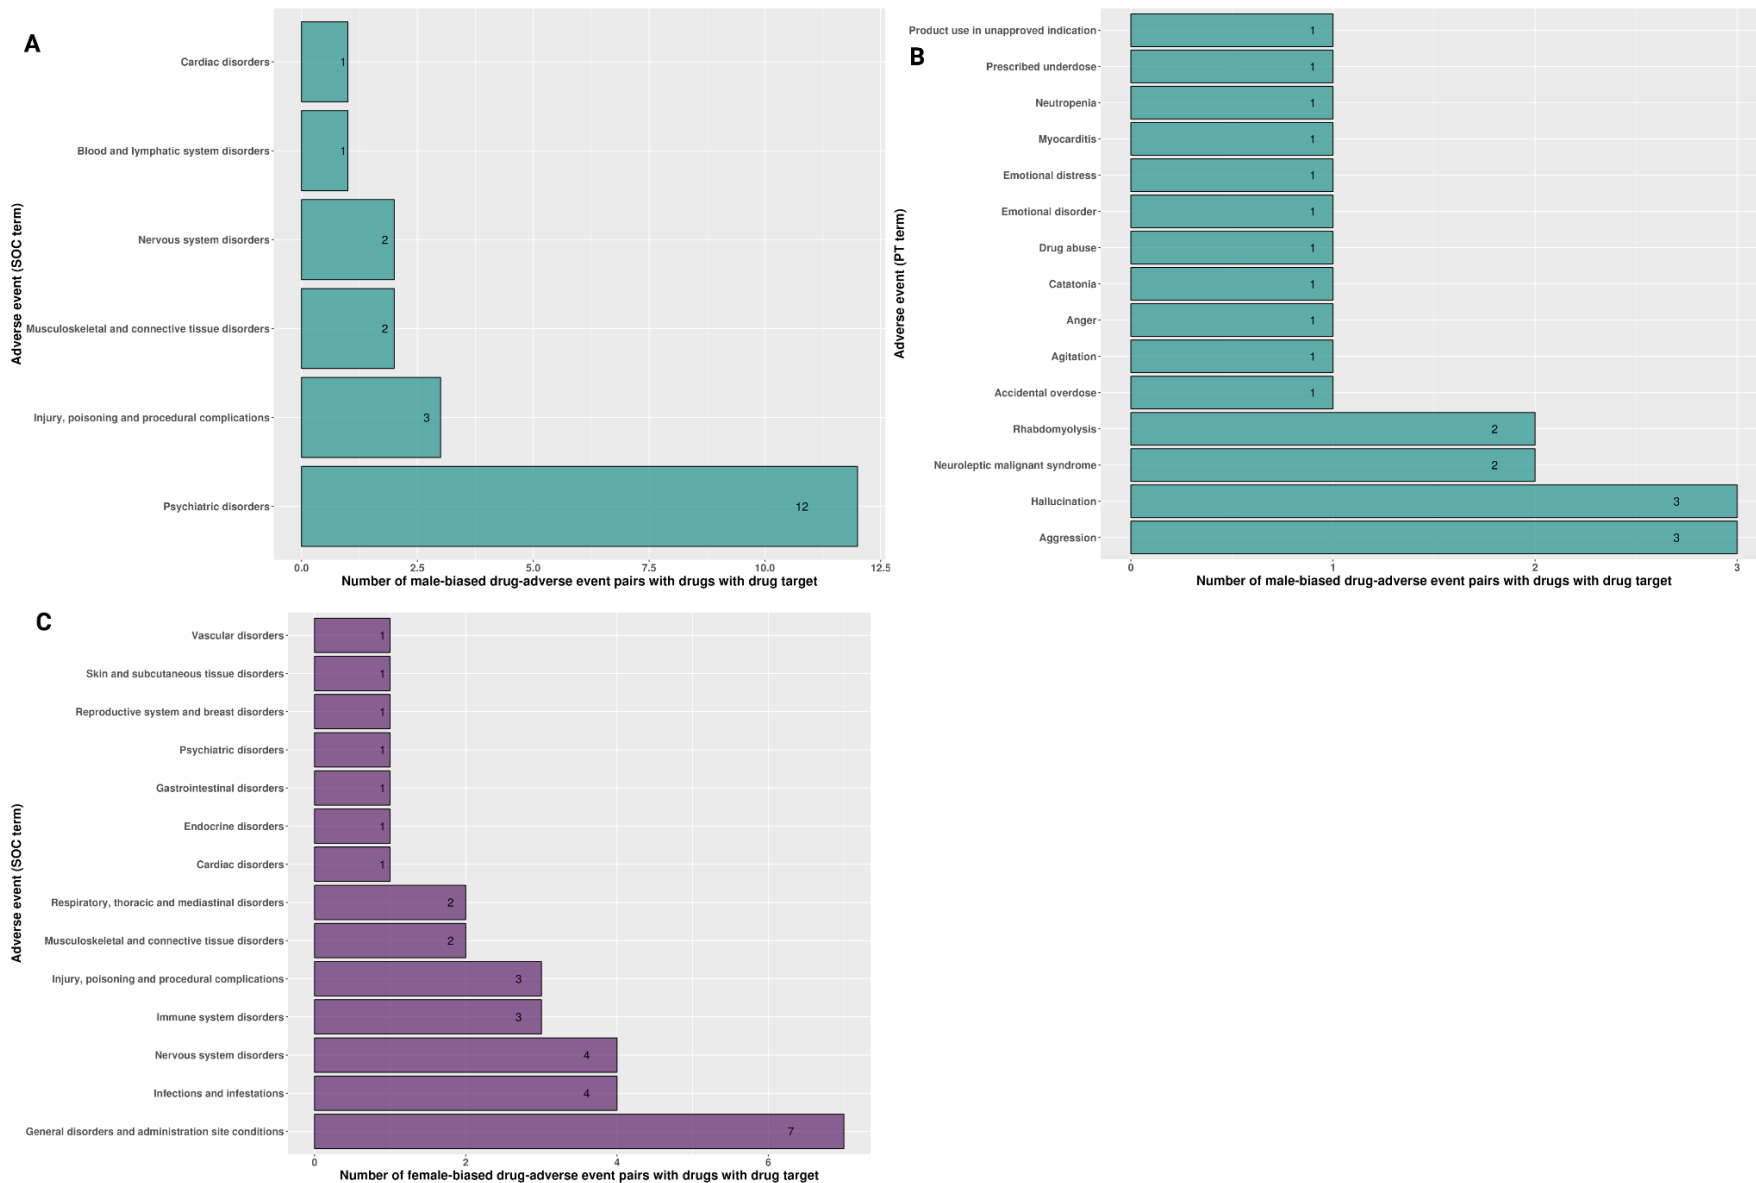 A
Adverse event (SOC term)
Cardiac disorders
1
Blood and lymphatic system disorders
1
Nervous system disorders
2
Musculoskeletal and connective tissue disorders
2
Injury, poisoning and procedural complications
3
Psychiatric disorders
12
0.0 2.5 5.0 7.5 10.0 12.5
Number of male-biased drug-adverse event pairs with drugs with drug target
B
Adverse event (PT term)
Product use in unapproved indication
1
Prescribed underdose
1
Neutropenia
1
Myocarditis
1
Emotional distress
1
Emotional disorder
1
Drug abuse
1
Catatonia
1
Anger
1
Agitation
1
Accidental overdose
1
Rhabdomyolysis
2
Neuroleptic malignant syndrome
2
Hallucination
3
Aggression
3
0 1 2 3
Number of male-biased drug-adverse event pairs with drugs with drug target
C
Adverse event (SOC term)
Vascular disorders
1
Skin and subcutaneous tissue disorders
1
Reproductive system and breast disorders
1
Psychiatric disorders
1
Gastrointestinal disorders
1
Endocrine disorders
1
Cardiac disorders
1
Respiratory, thoracic and mediastinal disorders
2
Musculoskeletal and connective tissue disorders
2
Injury, poisoning and procedural complications
3
Immune system disorders
3
Nervous system disorders
4
Infections and infestations
4
General disorders and administration site conditions
7
0 2 4 6
Number of female-biased drug-adverse event pairs with drugs with drug target